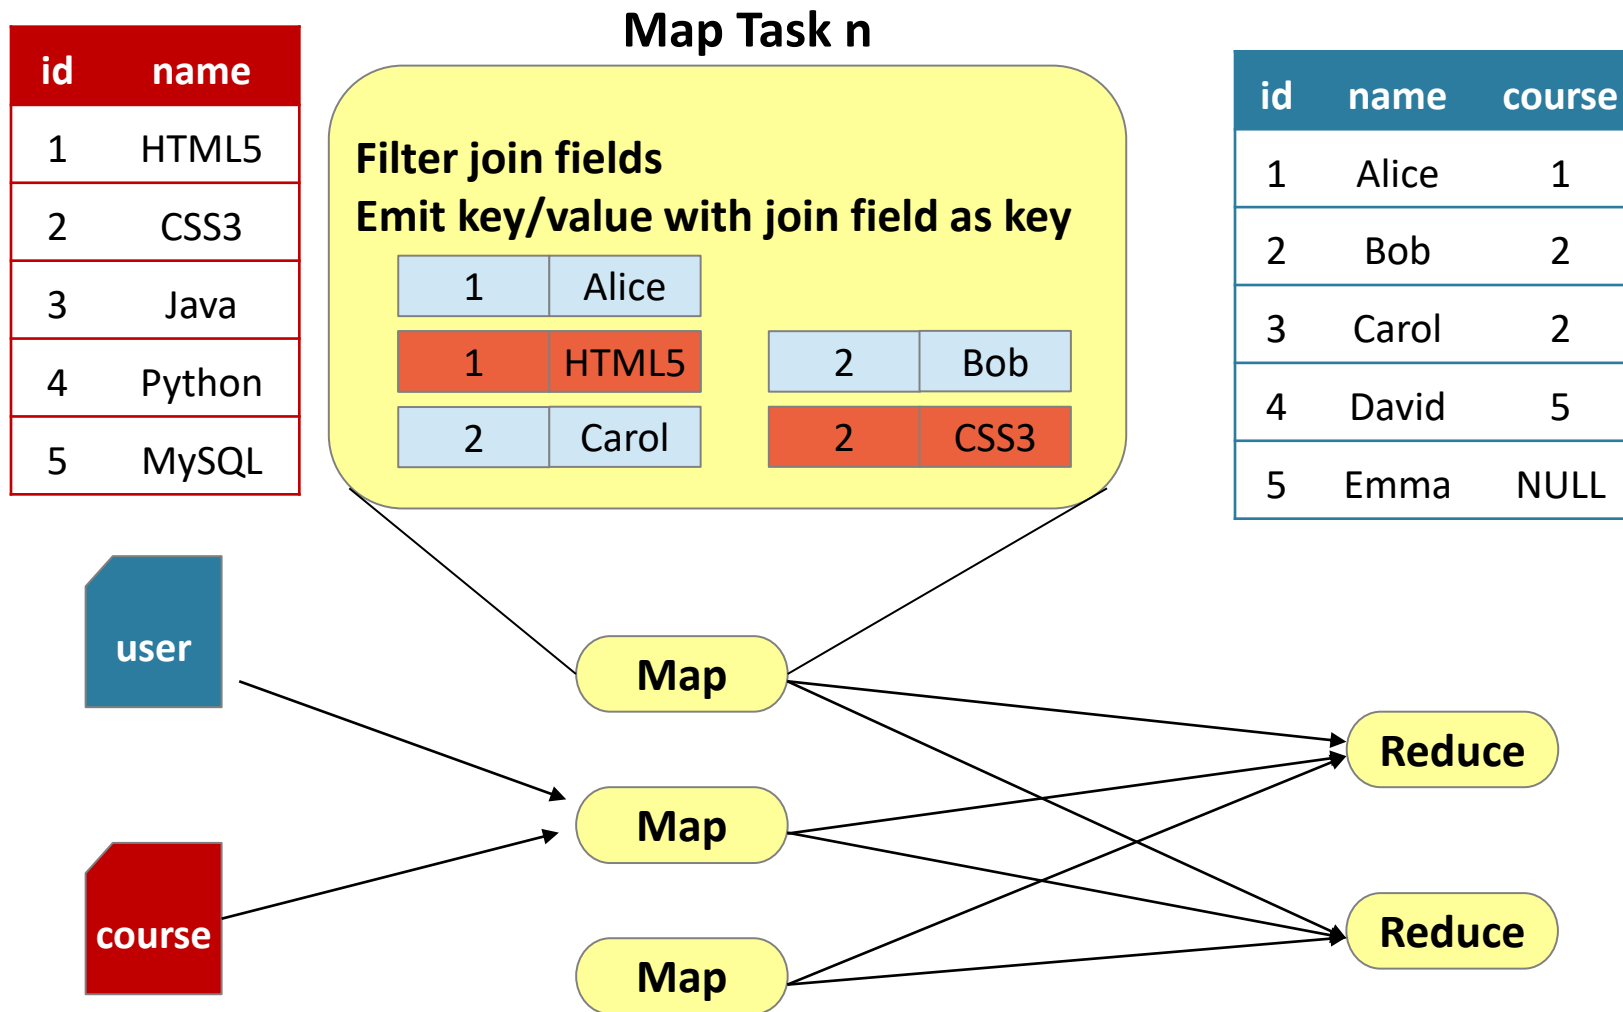 Map Task n
id name
1 HTML5
2 CSS3
3 Java
4 Python
5 MySQL
Filter join fields
Emit key/value with join field as key
1 Alice
1 HTML5
2 Carol
2 Bob
2 CSS3
id name course
1 Alice 1
2 Bob 2
3 Carol 2
4 David 5
5 Emma NULL
user
course
Map
Map
Map
Reduce
Reduce